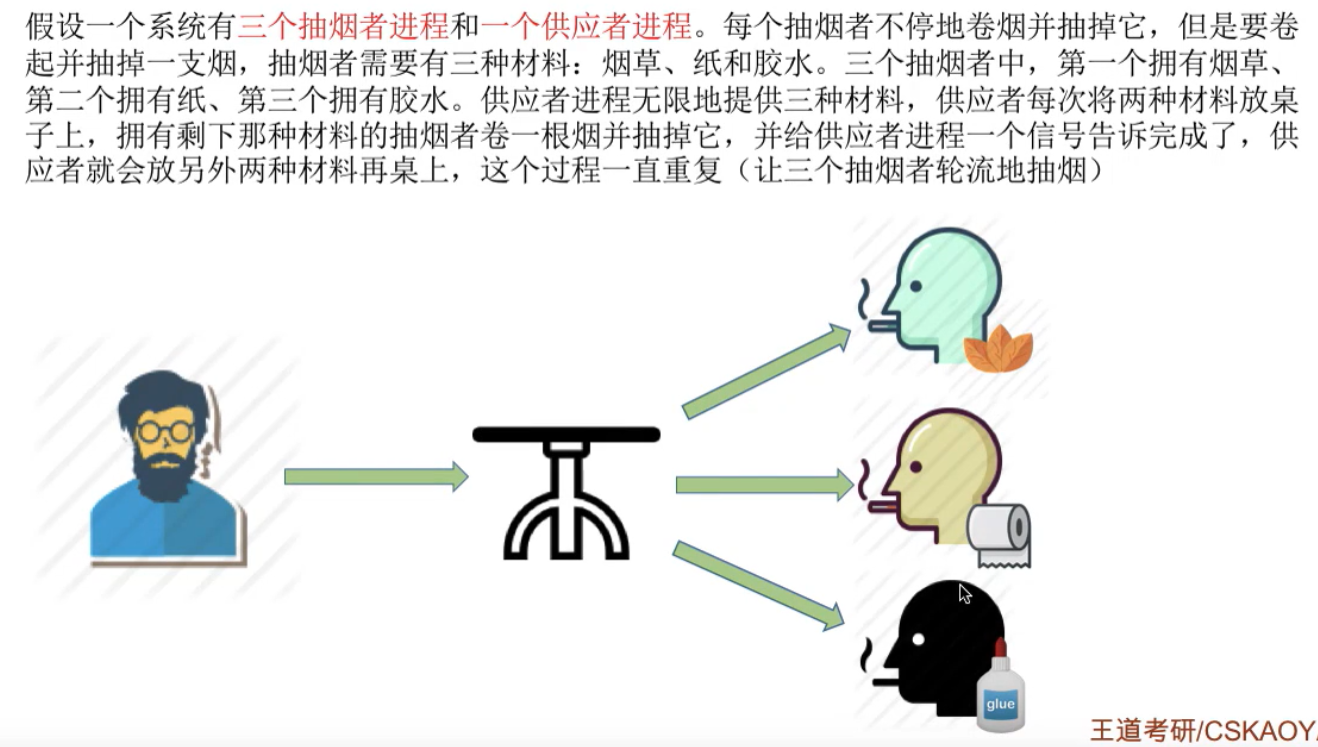 假设一个系统有三个抽烟者进程和一个供应者进程。每个抽烟者不停地卷烟并抽掉它，但是要卷
起并抽掉一支烟，抽烟者需要有三种材料：烟草、纸和胶水。三个抽烟者中，第一个拥有烟草、
第二个拥有纸、第三个拥有胶水。供应者进程无限地提供三种材料，供应者每次将两种材料放桌
子上，拥有剩下那种材料的抽烟者卷一根烟并抽掉它，并给供应者进程一个信号告诉完成了，供
应者就会放另外两种材料再桌上，这个过程一直重复（让三个抽烟者轮流地抽烟）
glue
王道考研/CSKAOY